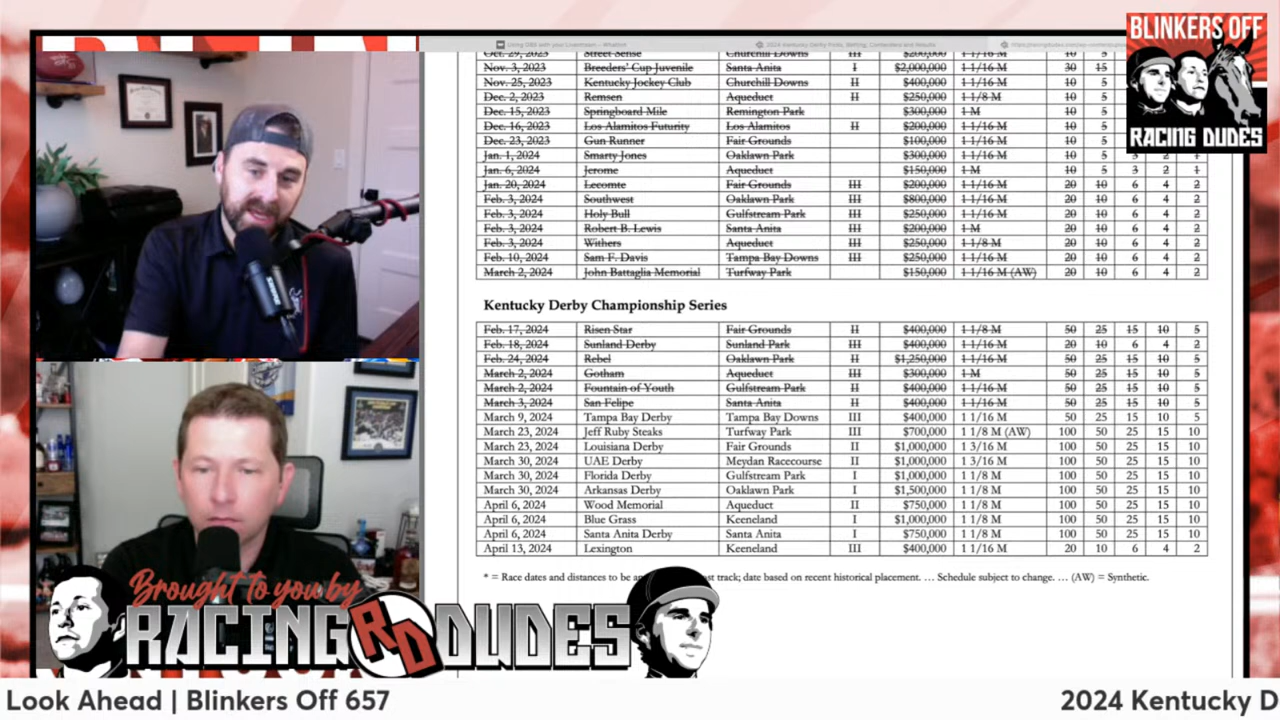 BLINKERS OFF
RACING DUDES
Oct. 29, 2023 Street Sense Churchill Downs III $200,000 1 1/16 M 10 5
Nov. 3, 2023 Breeders' Cup Juvenile Santa Anita I $2,000,000 1 1/16 M 30 15
Nov. 25, 2023 Kentucky Jockey Club Churchill Downs II $400,000 1 1/16 M 10 5
Dec. 2, 2023 Remsen Aqueduct II $250,000 1 1/8 M 10 5
Dec. 15, 2023 Springboard Mile Remington Park $300,000 1 M 10 5
Dec. 16, 2023 Los Alamitos Futurity Los Alamitos II $200,000 1 1/16 M 10 5
Dec. 23, 2023 Gun Runner Fair Grounds $100,000 1 1/16 M 10 5
Jan. 1, 2024 Smarty Jones Oaklawn Park $300,000 1 1/16 M 10 5 3 2 1
Jan. 6, 2024 Jerome Aqueduct $150,000 1 M 10 5 3 2 1
Jan. 20, 2024 Lecomte Fair Grounds III $200,000 1 1/16 M 20 10 6 4 2
Feb. 3, 2024 Southwest Oaklawn Park III $800,000 1 1/16 M 20 10 6 4 2
Feb. 3, 2024 Holy Bull Gulfstream Park III $250,000 1 1/16 M 20 10 6 4 2
Feb. 3, 2024 Robert B. Lewis Santa Anita III $200,000 1 M 20 10 6 4 2
Feb. 3, 2024 Withers Aqueduct III $250,000 1 1/8 M 20 10 6 4 2
Feb. 10, 2024 Sam F. Davis Tampa Bay Downs III $250,000 1 1/16 M 20 10 6 4 2
March 2, 2024 John Battaglia Memorial Turfway Park $150,000 1 1/16 M (AW) 20 10 6 4 2
Kentucky Derby Championship Series
Feb. 17, 2024 Risen Star Fair Grounds II $400,000 1 1/8 M 50 25 15 10 5
Feb. 18, 2024 Sunland Derby Sunland Park III $400,000 1 1/16 M 20 10 6 4 2
Feb. 24, 2024 Rebel Oaklawn Park II $1,250,000 1 1/16 M 50 25 15 10 5
March 2, 2024 Gotham Aqueduct III $300,000 1 M 50 25 15 10 5
March 2, 2024 Fountain of Youth Gulfstream Park II $400,000 1 1/16 M 50 25 15 10 5
March 3, 2024 San Felipe Santa Anita II $400,000 1 1/16 M 50 25 15 10 5
March 9, 2024 Tampa Bay Derby Tampa Bay Downs III $400,000 1 1/16 M 50 25 15 10 5
March 23, 2024 Jeff Ruby Steaks Turfway Park III $700,000 1 1/8 M (AW) 100 50 25 15 10
March 23, 2024 Louisiana Derby Fair Grounds II $1,000,000 1 3/16 M 100 50 25 15 10
March 30, 2024 UAE Derby Meydan Racecourse II $1,000,000 1 3/16 M 100 50 25 15 10
March 30, 2024 Florida Derby Gulfstream Park I $1,000,000 1 1/8 M 100 50 25 15 10
March 30, 2024 Arkansas Derby Oaklawn Park I $1,500,000 1 1/8 M 100 50 25 15 10
April 6, 2024 Wood Memorial Aqueduct II $750,000 1 1/8 M 100 50 25 15 10
April 6, 2024 Blue Grass Keeneland I $1,000,000 1 1/8 M 100 50 25 15 10
April 6, 2024 Santa Anita Derby Santa Anita I $750,000 1 1/8 M 100 50 25 15 10
April 13, 2024 Lexington Keeneland III $400,000 1 1/16 M 20 10 6 4 2
* = Race dates and distances to be an st track; date based on recent historical placement. … Schedule subject to change. … (AW) = Synthetic.
Brought to you by
RACING RD DUDES
Look Ahead | Blinkers Off 657
2024 Kentucky D